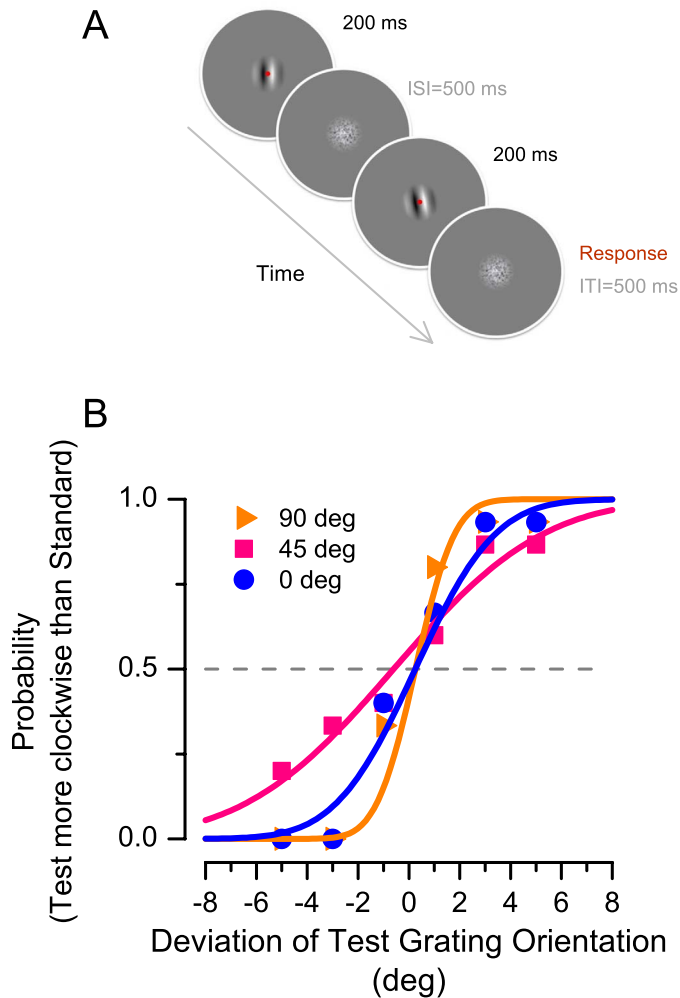 A
200 ms
ISI=500 ms
200 ms
Response
ITI=500 ms
Time
B
Probability
(Test more clockwise than Standard)
1.0
0.5
0.0
90 deg
45 deg
0 deg
-8 -6 -4 -2 0 2 4 6 8
Deviation of Test Grating Orientation
(deg)